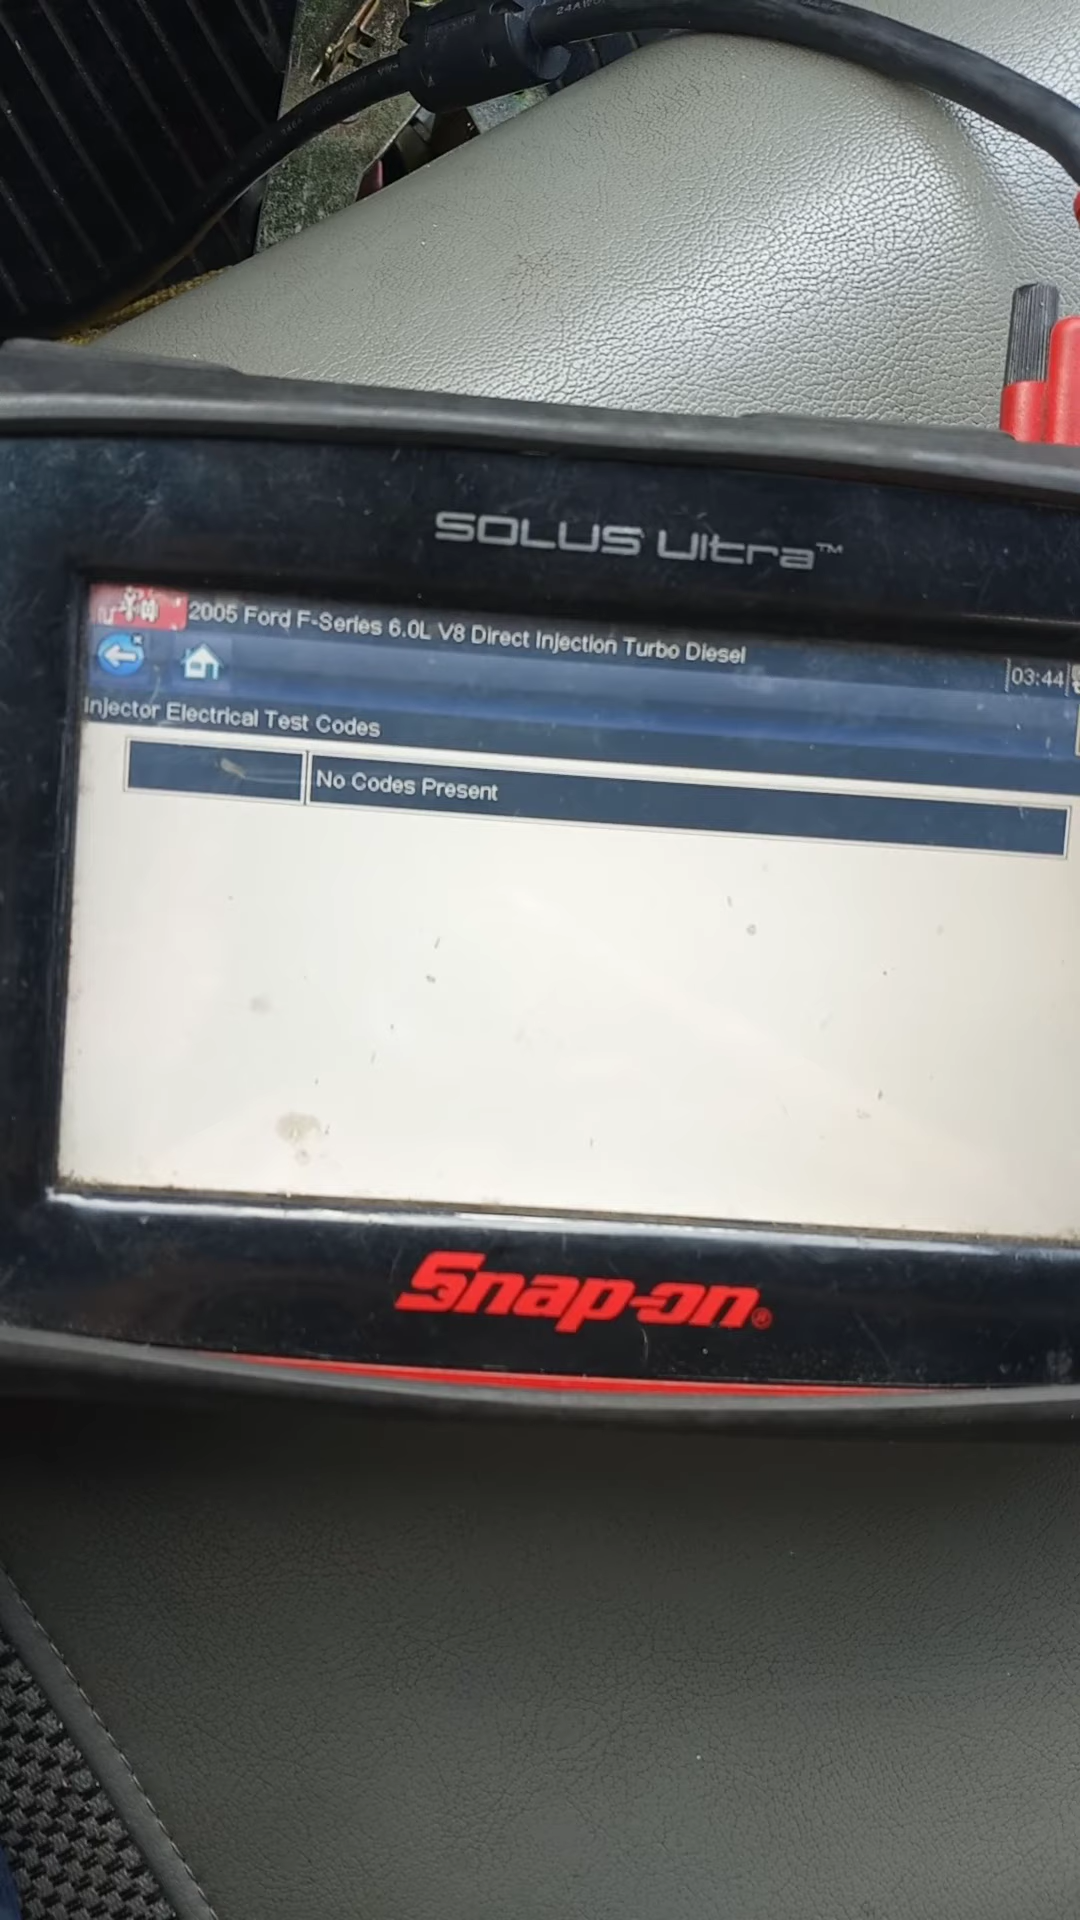 SOLUS Ultra™
2005 Ford F-Series 6.0L V8 Direct Injection Turbo Diesel
03:44
Injector Electrical Test Codes
No Codes Present
Snap-on®